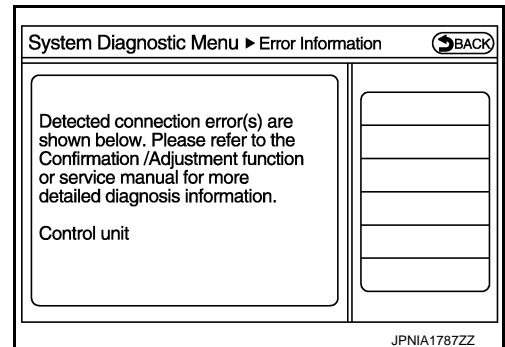 System Diagnostic Menu ► Error Information BACK
Detected connection error(s) are
shown below. Please refer to the
Confirmation /Adjustment function
or service manual for more
detailed diagnosis information.
Control unit
JPNIA1787ZZ